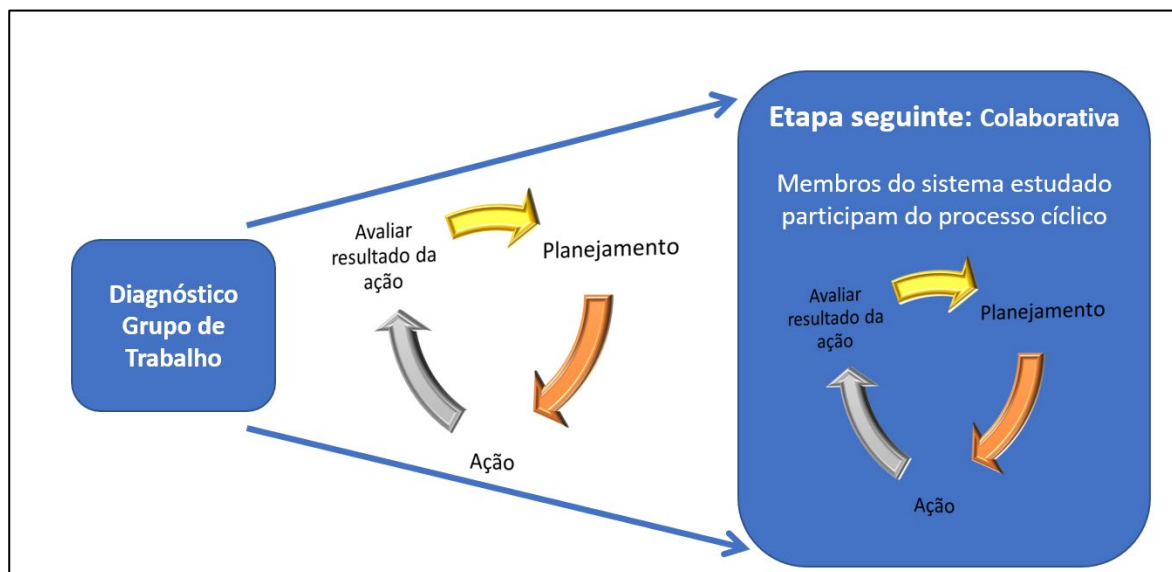 Diagnóstico
Grupo de
Trabalho
Avaliar
resultado da
ação
Planejamento
Ação
Etapa seguinte: Colaborativa
Membros do sistema estudado
participam do processo cíclico
Avaliar
resultado da
ação
Planejamento
Ação